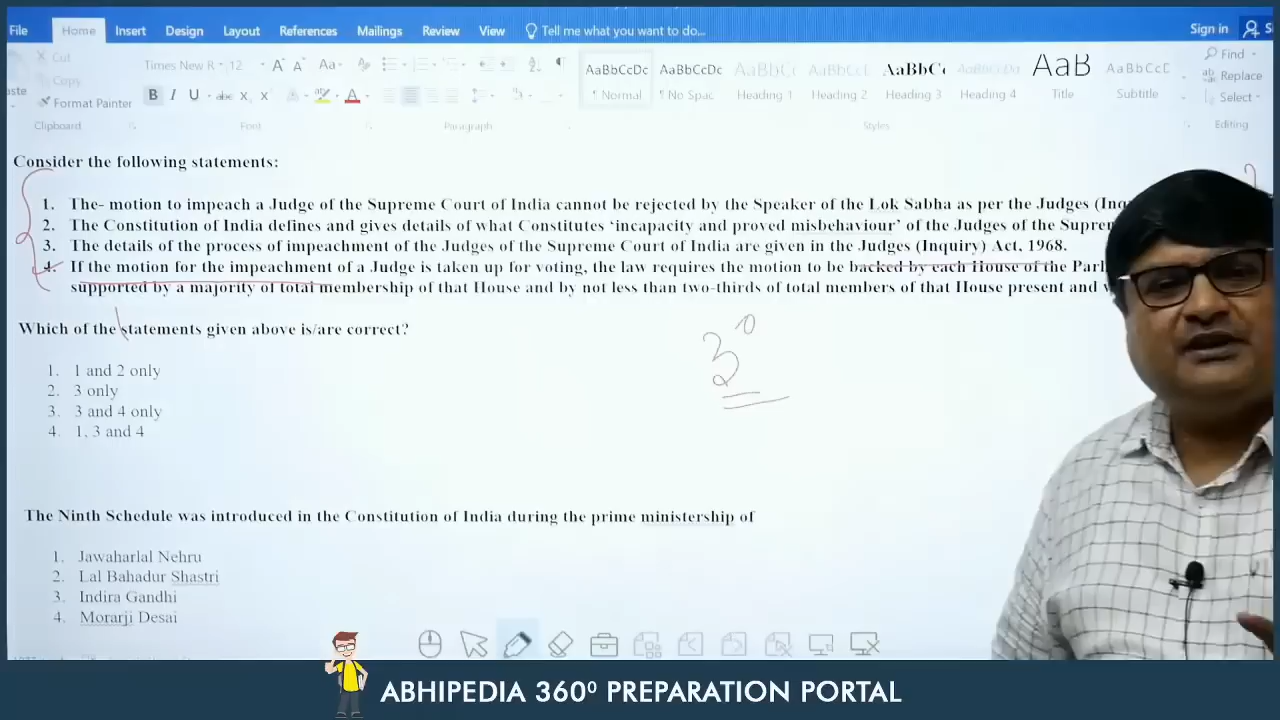 File Home Insert Design Layout References Mailings Review View Tell me what you want to do... Sign in
Cut
Copy
Format Painter
Times New R 12
AaBbCcDc AaBbCcDc AaBbC AaBbCcL AaBbC AaBbCcDa AaB AaBbCcC
¶ Normal ¶ No Spac Heading 1 Heading 2 Heading 3 Heading 4 Title Subtitle
Find
Replace
Select
Clipboard Font Paragraph Styles Editing
Consider the following statements:
1. The- motion to impeach a Judge of the Supreme Court of India cannot be rejected by the Speaker of the Lok Sabha as per the Judges
2. The Constitution of India defines and gives details of what Constitutes ‘incapacity and proved misbehaviour’ of the Judges of the
3. The details of the process of impeachment of the Judges of the Supreme Court of India are given in the Judges (Inquiry) Act, 1968.
4. If the motion for the impeachment of a Judge is taken up for voting, the law requires the motion to be backed by each House of the
supported by a majority of total membership of that House and by not less than two-thirds of total members of that House present and
Which of the statements given above is/are correct?
1. 1 and 2 only
2. 3 only
3. 3 and 4 only
4. 1, 3 and 4
The Ninth Schedule was introduced in the Constitution of India during the prime ministership of
1. Jawaharlal Nehru
2. Lal Bahadur Shastri
3. Indira Gandhi
4. Morarji Desai
ABHIPEDIA 360⁰ PREPARATION PORTAL